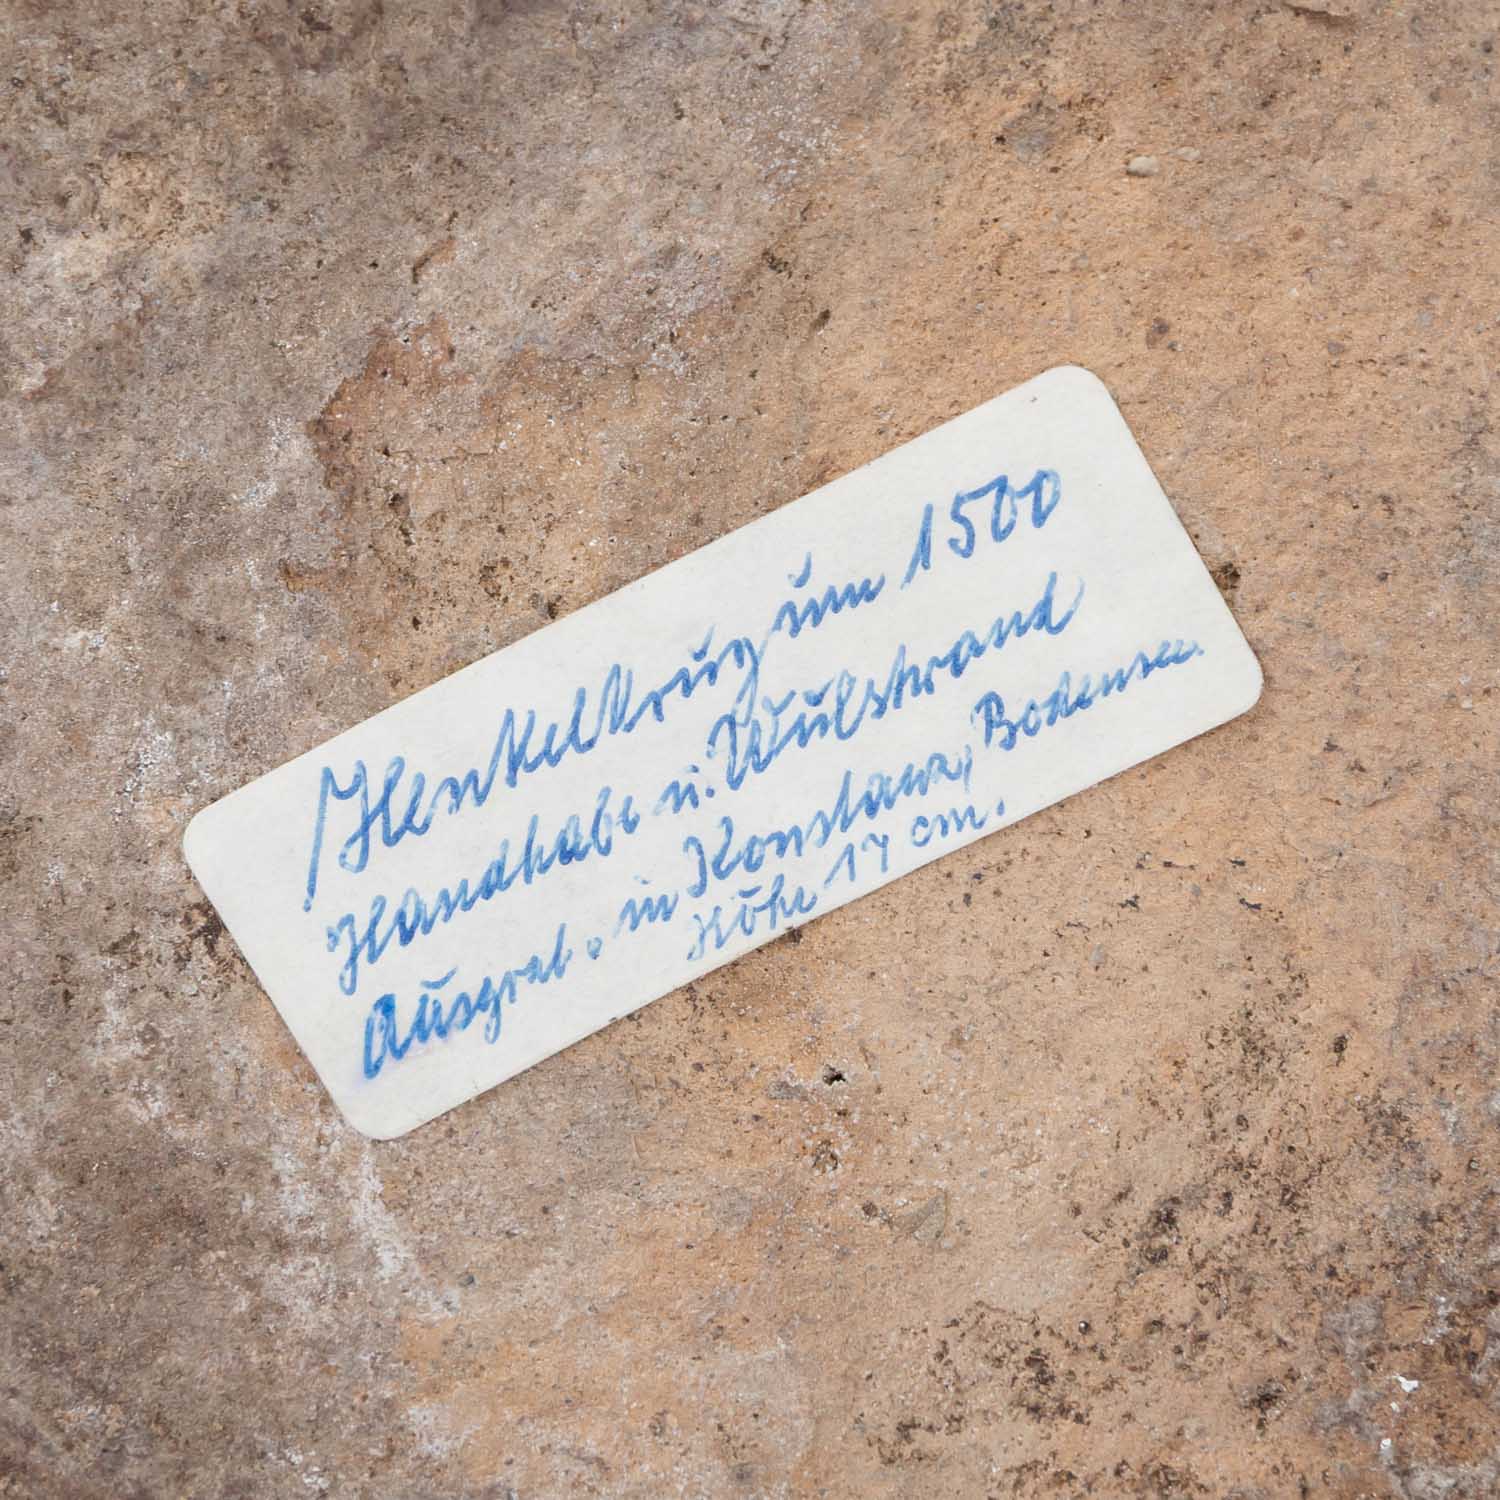 Henkelkrug um 1500
Handhabe u. Wulstrand
Ausgrab. in Konstanz, Bodensee.
Höhe 17 cm.